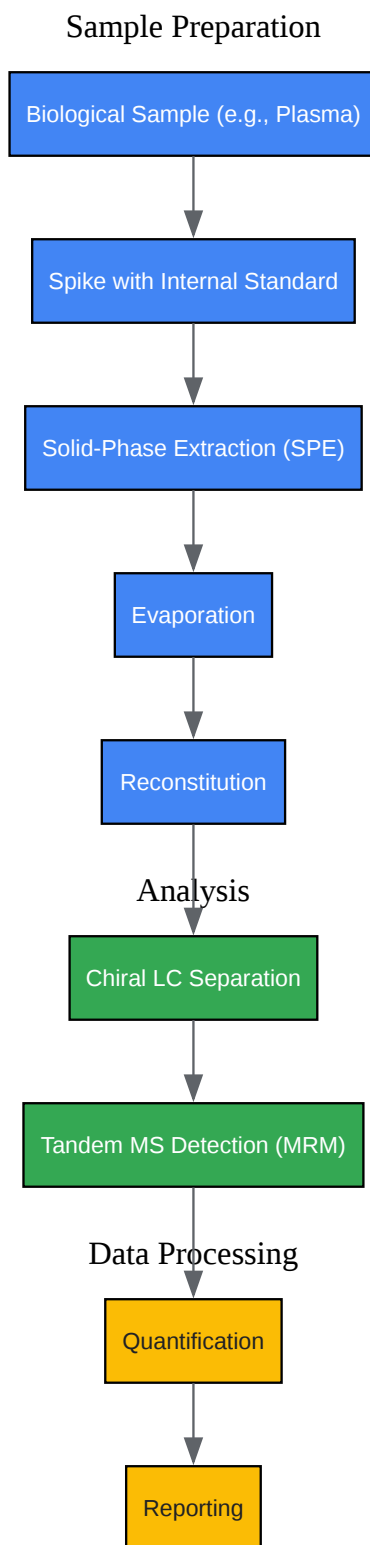 Sample Preparation
Biological Sample (e.g., Plasma)
Spike with Internal Standard
Solid-Phase Extraction (SPE)
Evaporation
Reconstitution
Analysis
Chiral LC Separation
Tandem MS Detection (MRM)
Data Processing
Quantification
Reporting